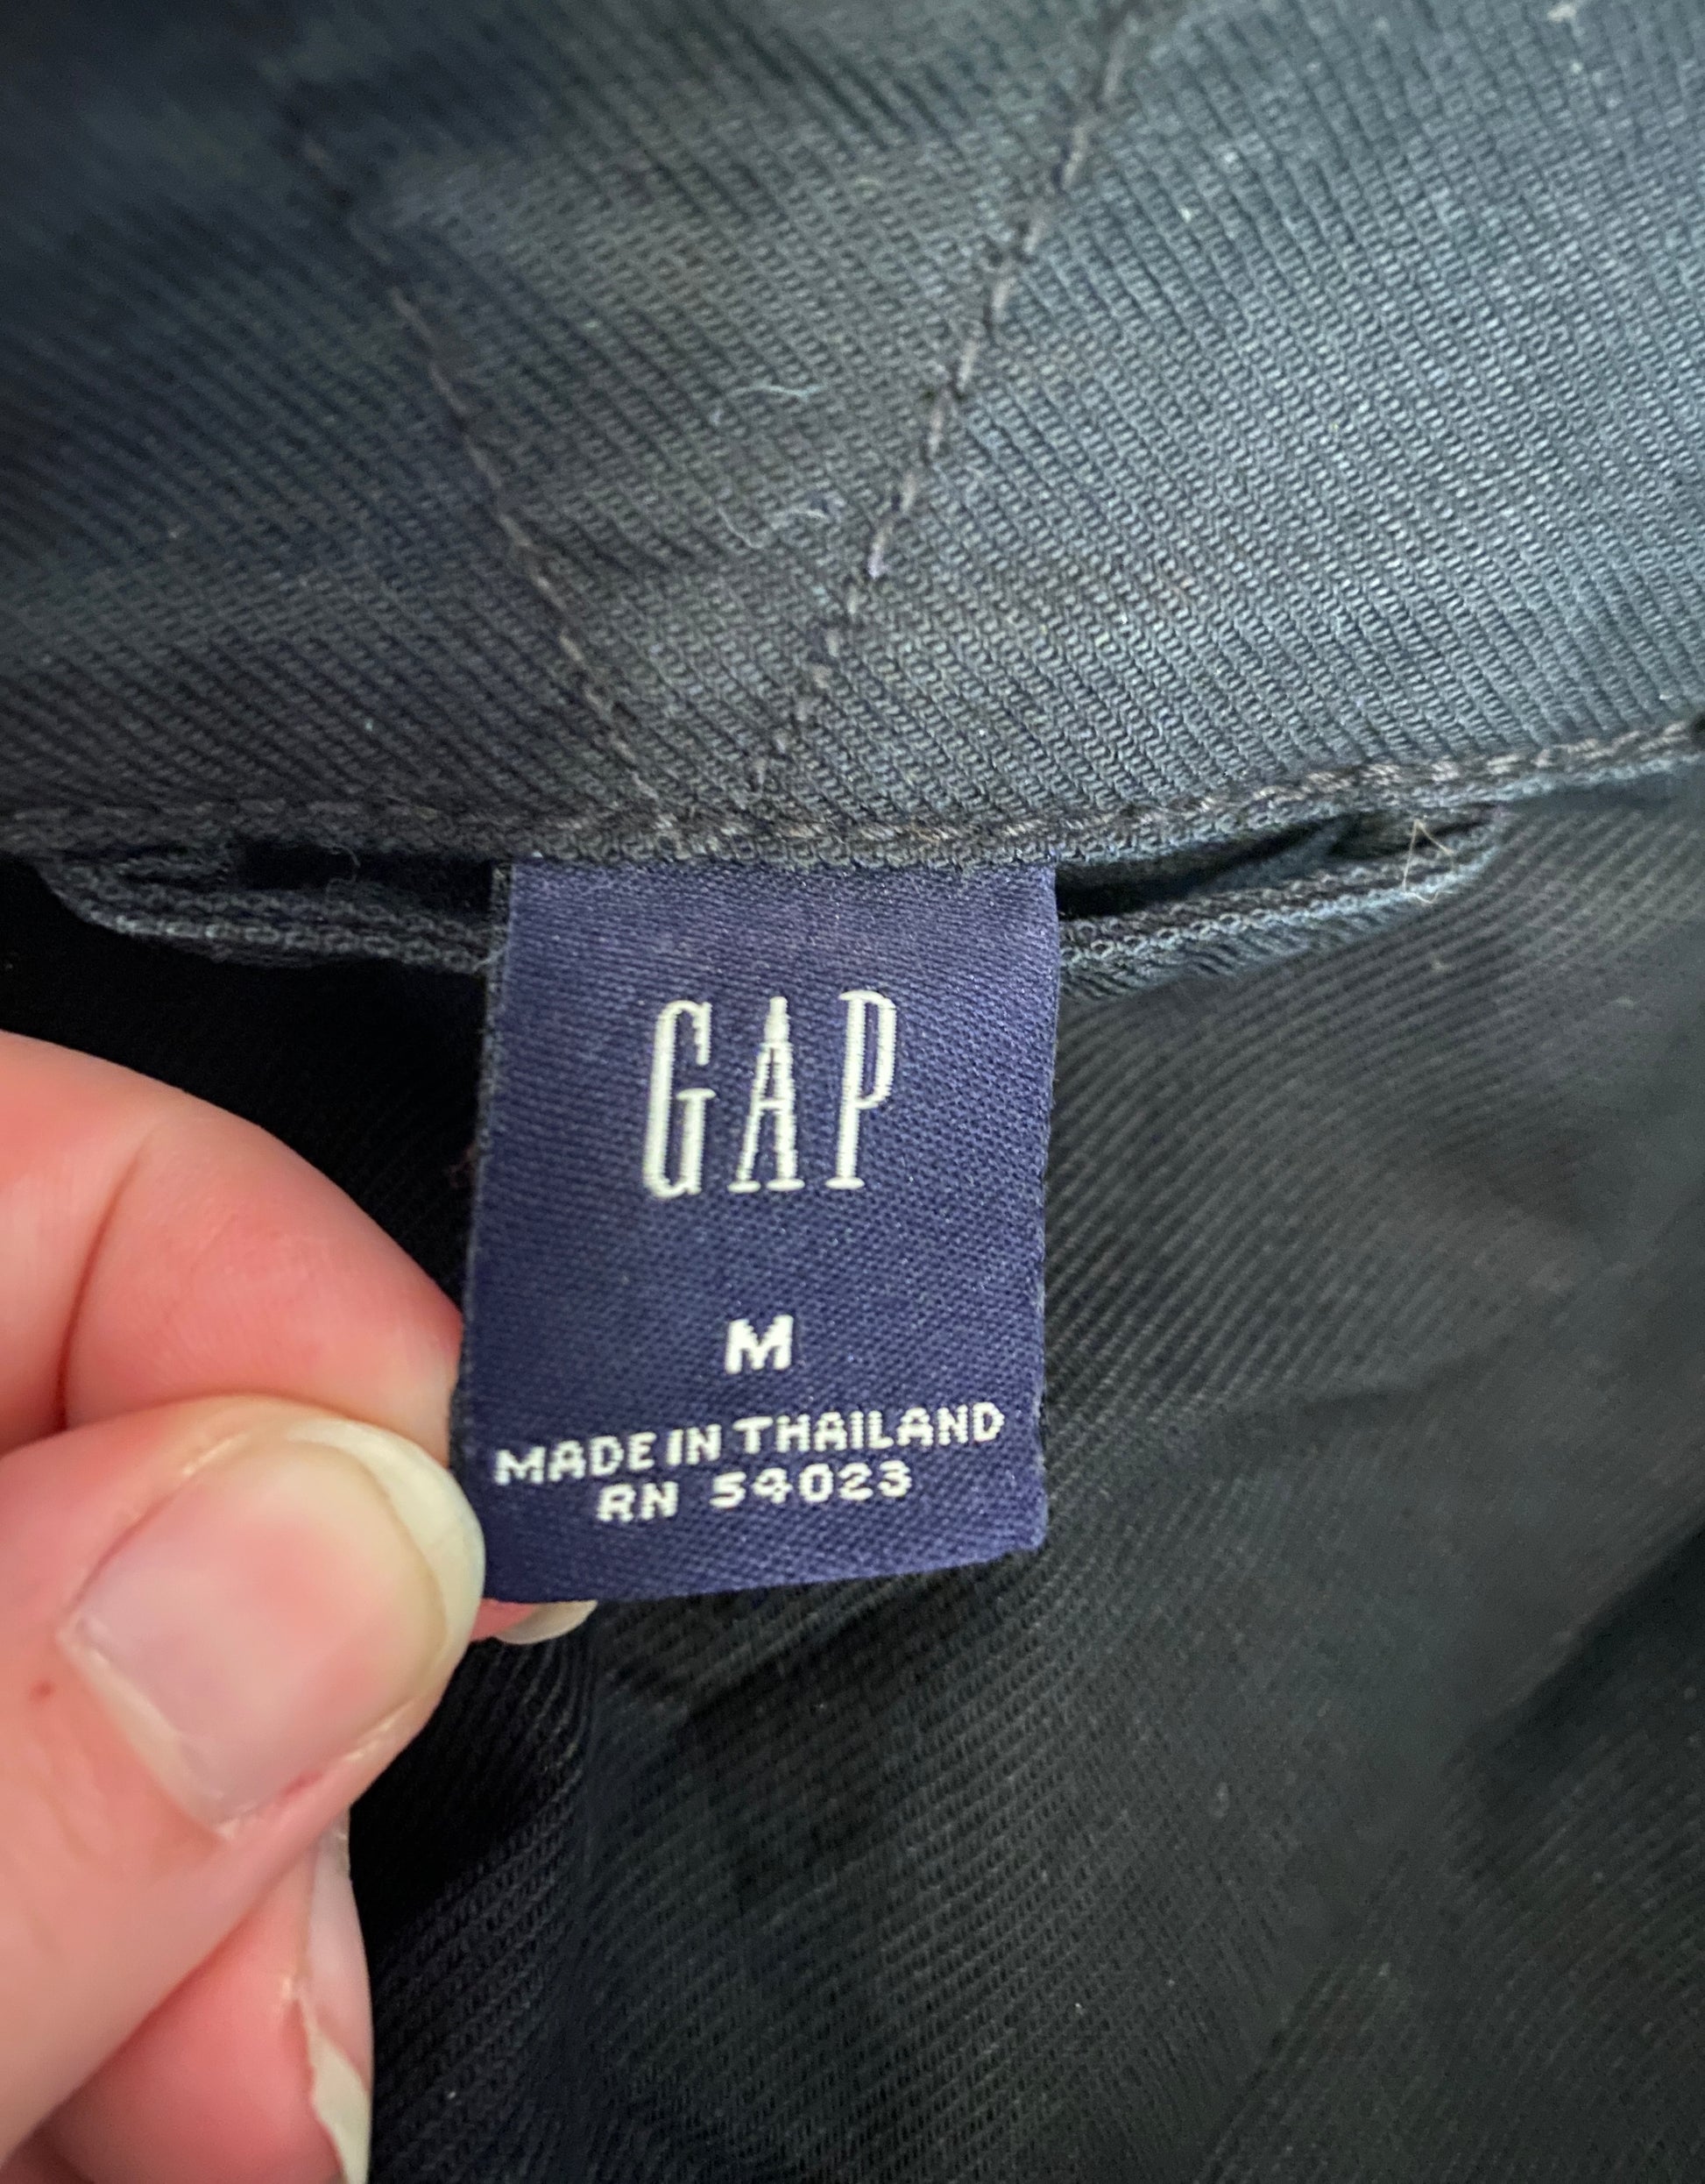 GAP
M
MADE IN THAILAND
RN 54023